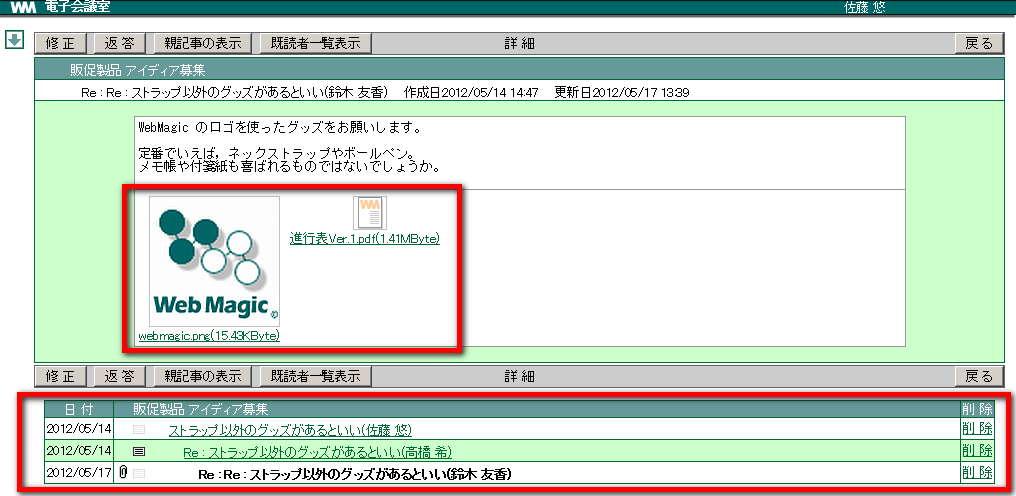 WM 電子会議室 佐藤 悠
修正 返答 親記事の表示 既読者一覧表示 詳細 戻る
販促製品 アイディア募集
Re : Re : ストラップ以外のグッズがあるといい(鈴木 友香) 作成日2012/05/14 14:47 更新日2012/05/17 13:39
WebMagic のロゴを使ったグッズをお願いします。
定番でいえば，ネックストラップやボールペン。
メモ帳や付箋紙も喜ばれるものではないでしょうか。
WM
進行表Ver.1.pdf(1.41MByte)
Web Magic ©
webmagic.png(15.43KByte)
修正 返答 親記事の表示 既読者一覧表示 詳細 戻る
日付 販促製品 アイディア募集 削除
2012/05/14 ストラップ以外のグッズがあるといい(佐藤 悠) 削除
2012/05/14 Re : ストラップ以外のグッズがあるといい(高橋 希) 削除
2012/05/17 Re : Re : ストラップ以外のグッズがあるといい(鈴木 友香) 削除